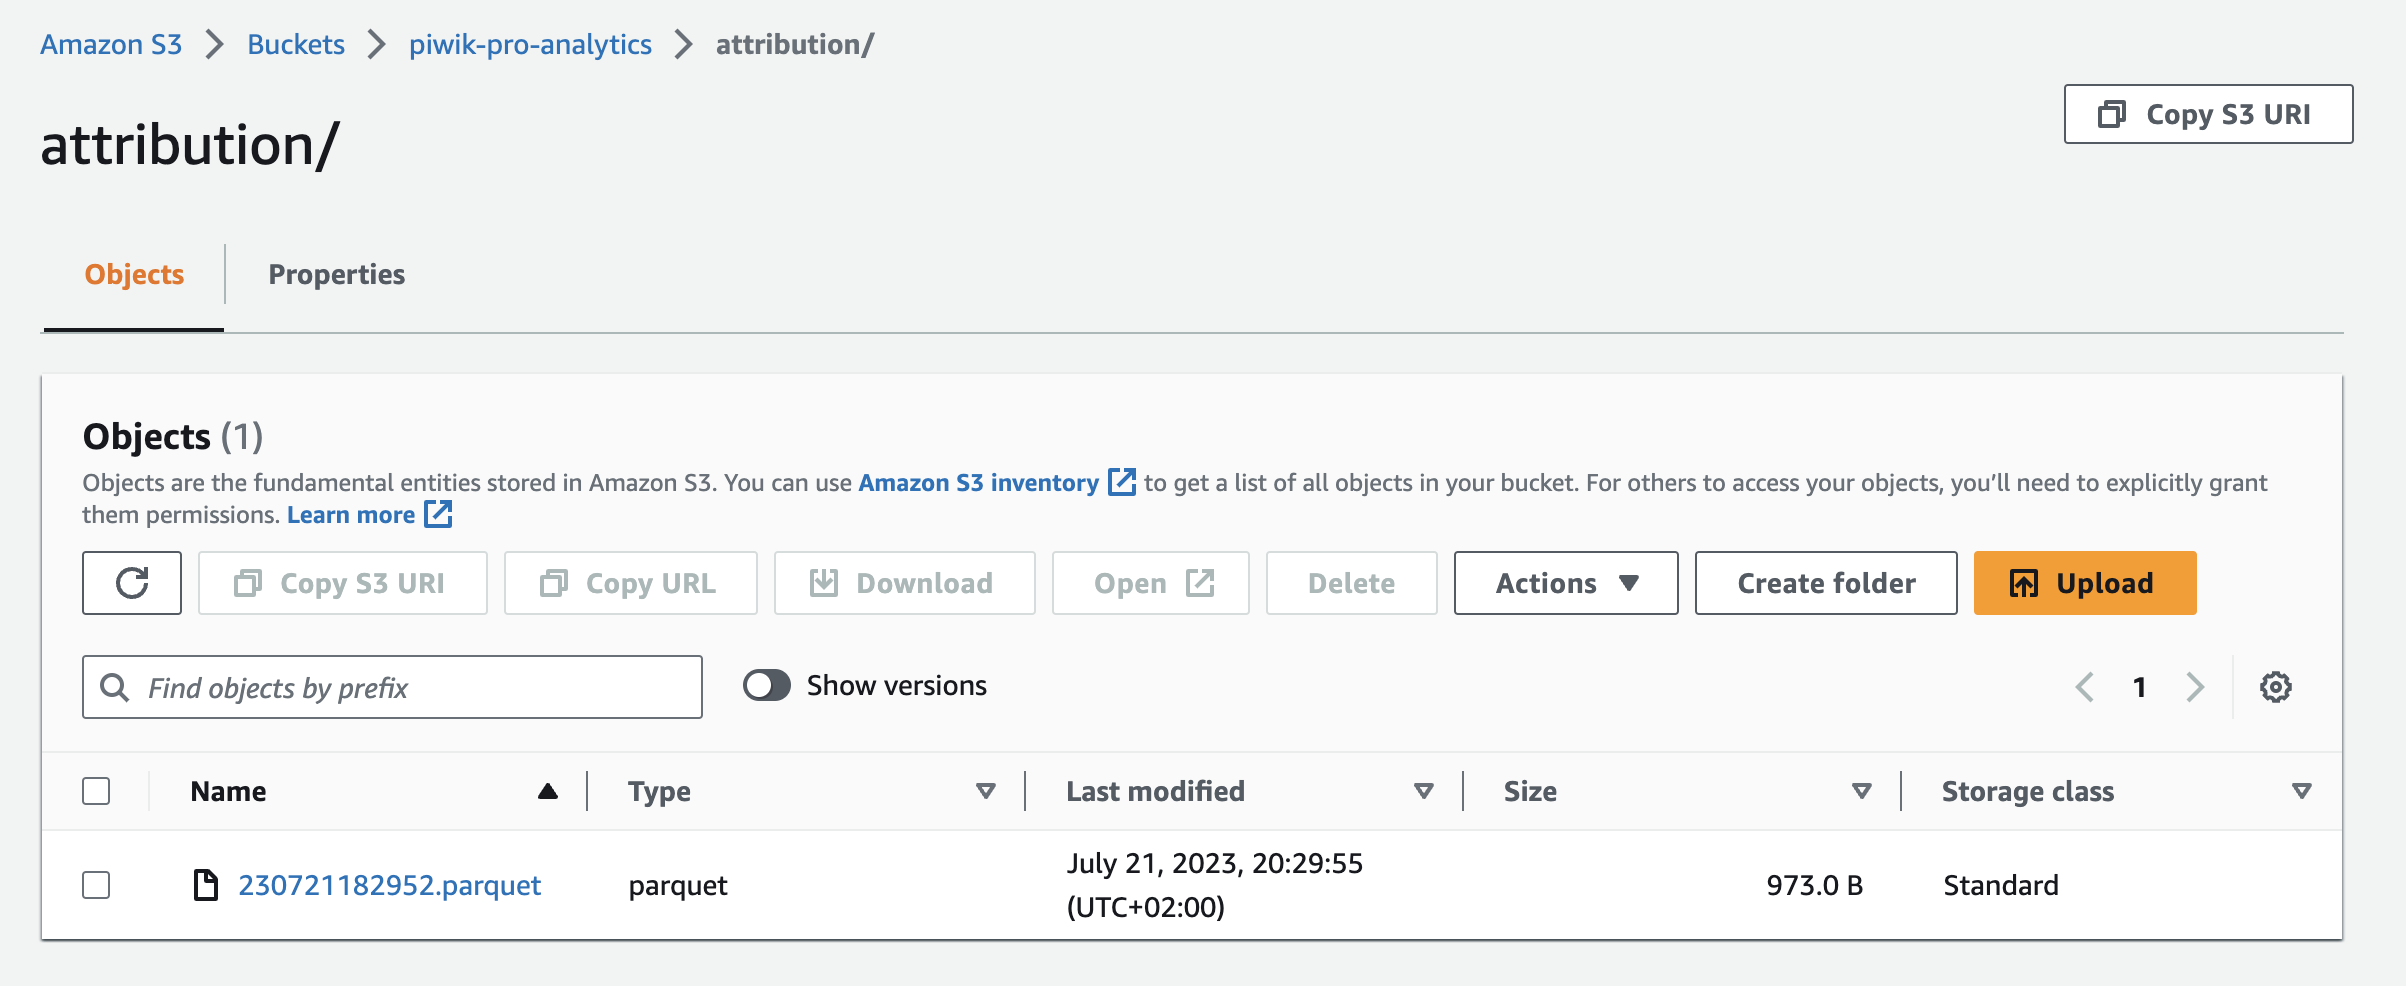 Amazon S3 > Buckets > piwik-pro-analytics > attribution/
attribution/
Copy S3 URI
Objects
Properties
Objects (1)
Objects are the fundamental entities stored in Amazon S3. You can use Amazon S3 inventory to get a list of all objects in your bucket. For others to access your objects, you’ll need to explicitly grant
them permissions. Learn more
Copy S3 URI
Copy URL
Download
Open
Delete
Actions
Create folder
Upload
Find objects by prefix
Show versions
1
Name
Type
Last modified
Size
Storage class
230721182952.parquet
parquet
July 21, 2023, 20:29:55
(UTC+02:00)
973.0 B
Standard